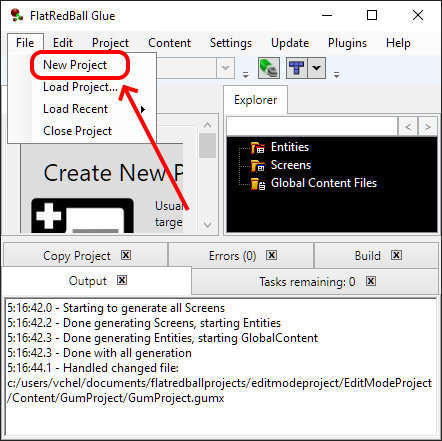 FlatRedBall Glue
File Edit Project Content Settings Update Plugins Help
New Project
Load Project...
Load Recent
Close Project
Explorer
< >
Entities
Screens
Global Content Files
Create New P
Usua
targe
Copy Project
Errors (0)
Build
Output
Tasks remaining: 0
5:16:42.0 - Starting to generate all Screens
5:16:42.2 - Done generating Screens, starting Entities
5:16:42.3 - Done generating Entities, starting GlobalContent
5:16:42.3 - Done with all generation
5:16:44.1 - Handled changed file:
c:/users/vchel/documents/flatredballprojects/editmodeproject/EditModeProject
/Content/GumProject/GumProject.gumx